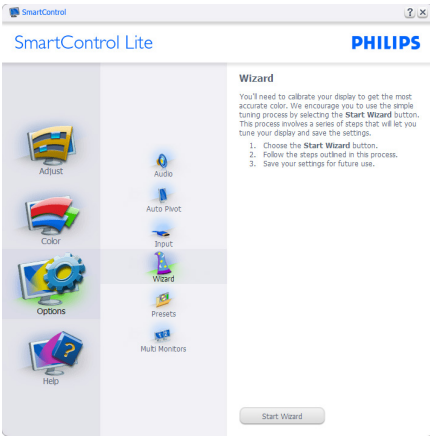 SmartControl
SmartControl Lite
PHILIPS
Adjust
Color
Options
Help
Audio
Auto Pivot
Input
Wizard
Presets
Multi Monitors
Wizard
You'll need to calibrate your display to get the most
accurate color. We encourage you to use the simple
tuning process by selecting the Start Wizard button.
This process involves a series of steps that will let you
tune your display and save the settings.
1. Choose the Start Wizard button.
2. Follow the steps outlined in this process.
3. Save your settings for future use.
Start Wizard